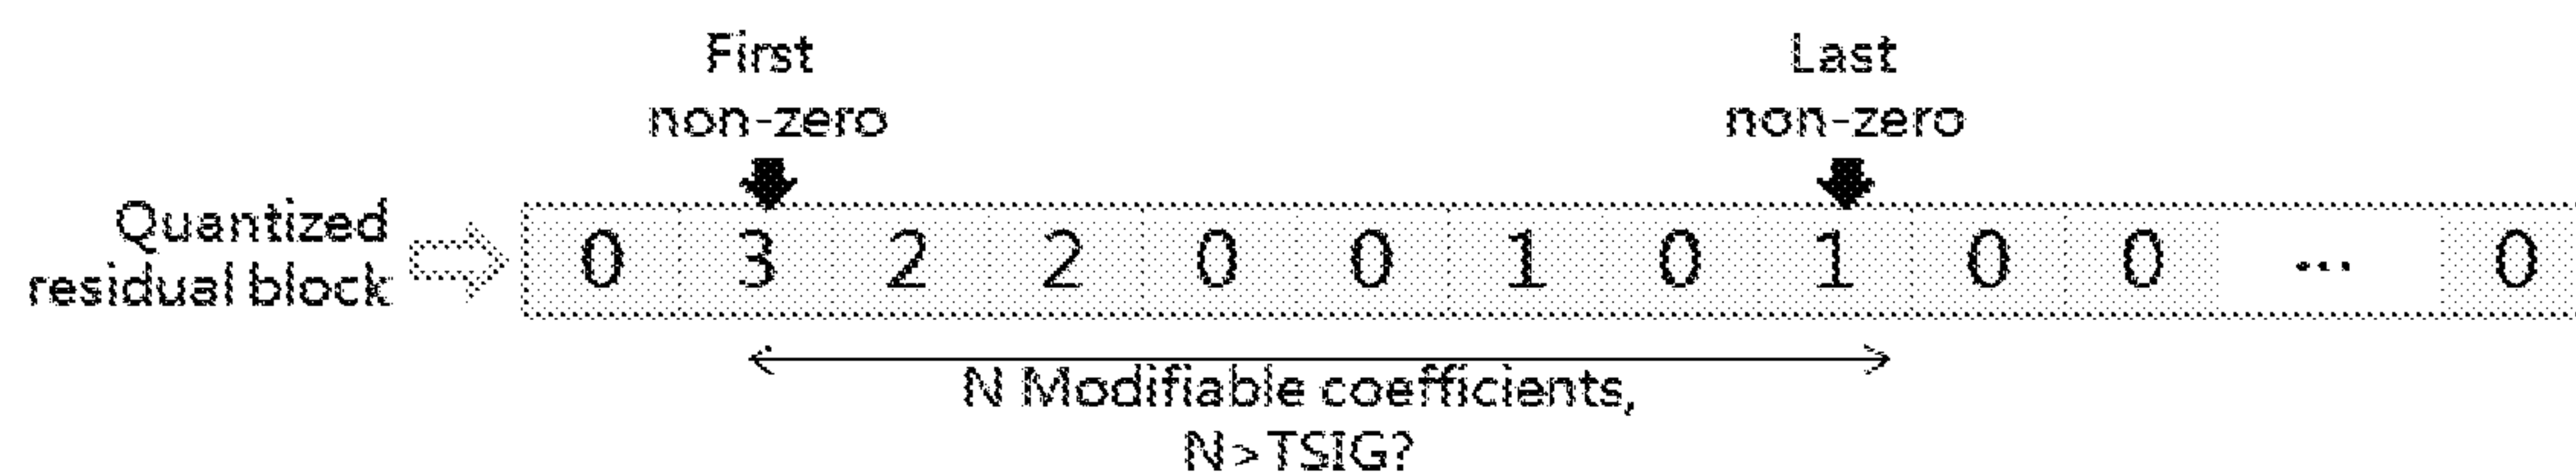 First
non-zero
Last
non-zero
Quantized
residual block
0 3 2 2 0 0 1 0 1 0 0 ... 0
N Modifiable coefficients,
N>TSIG?